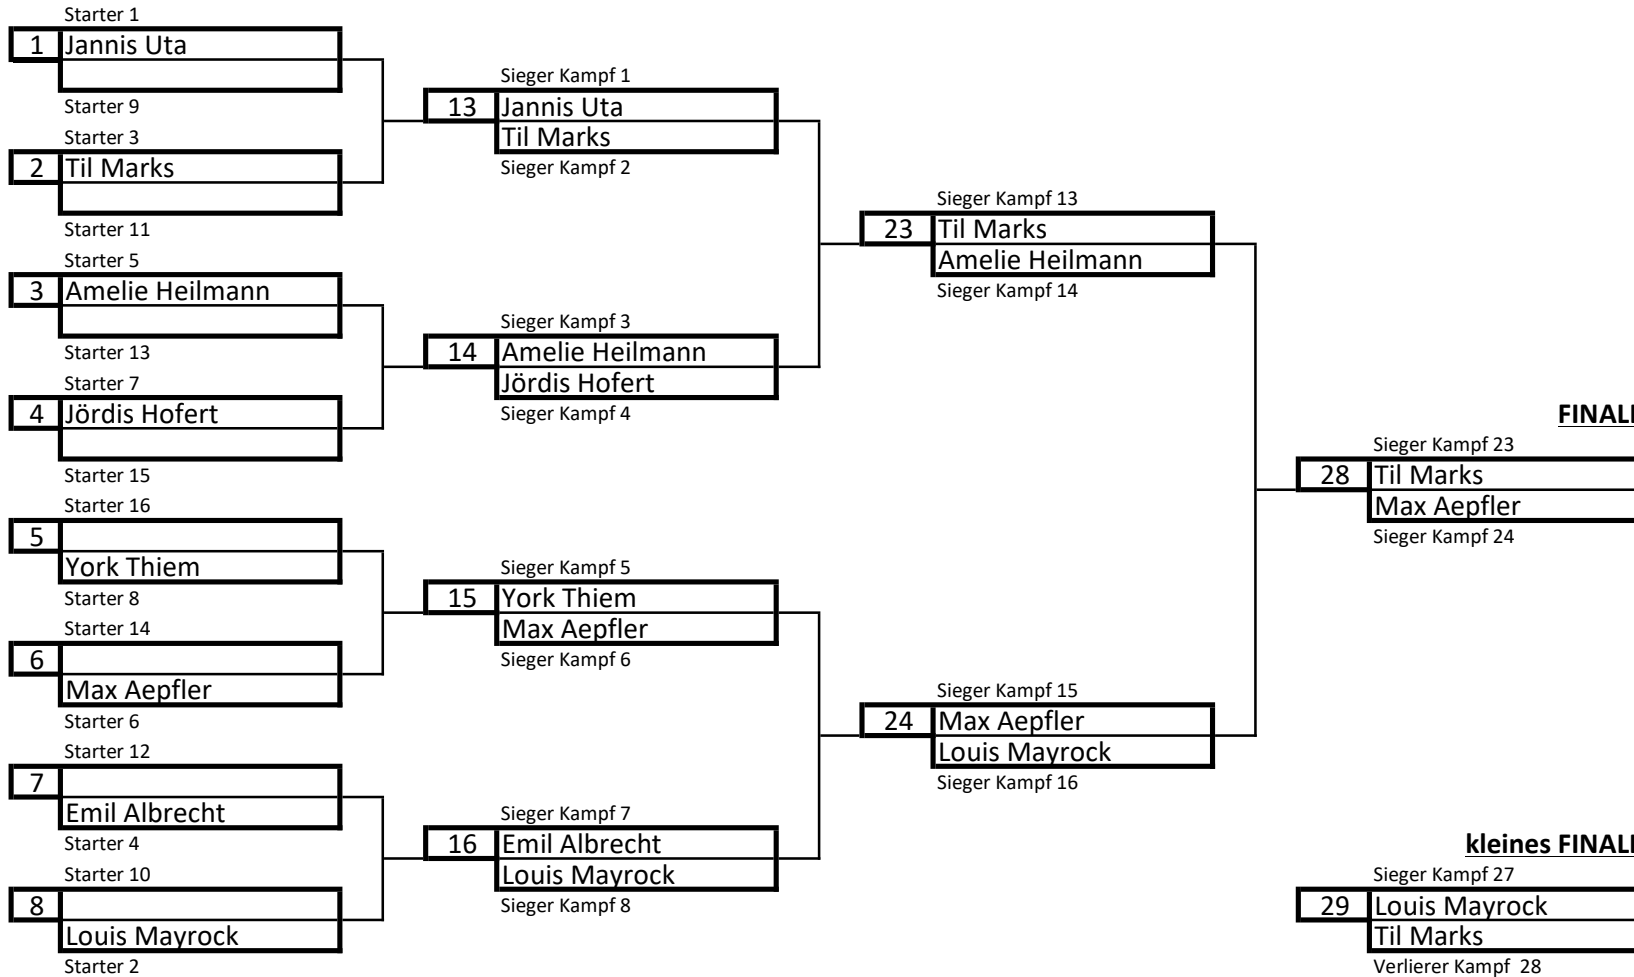 Starter 1
1 Jannis Uta
Starter 9
Starter 3
2 Til Marks
Starter 11
Starter 5
3 Amelie Heilmann
Starter 13
Starter 7
4 Jördis Hofert
Starter 15
Starter 16
5
York Thiem
Starter 8
Starter 14
6
Max Aepfler
Starter 6
Starter 12
7
Emil Albrecht
Starter 4
Starter 10
8
Louis Mayrock
Starter 2
Sieger Kampf 1
13 Jannis Uta
Til Marks
Sieger Kampf 2
Sieger Kampf 3
14 Amelie Heilmann
Jördis Hofert
Sieger Kampf 4
Sieger Kampf 5
15 York Thiem
Max Aepfler
Sieger Kampf 6
Sieger Kampf 7
16 Emil Albrecht
Louis Mayrock
Sieger Kampf 8
Sieger Kampf 13
23 Til Marks
Amelie Heilmann
Sieger Kampf 14
Sieger Kampf 15
24 Max Aepfler
Louis Mayrock
Sieger Kampf 16
FINALE
Sieger Kampf 23
28 Til Marks
Max Aepfler
Sieger Kampf 24
kleines FINALE
Sieger Kampf 27
29 Louis Mayrock
Til Marks
Verlierer Kampf 28